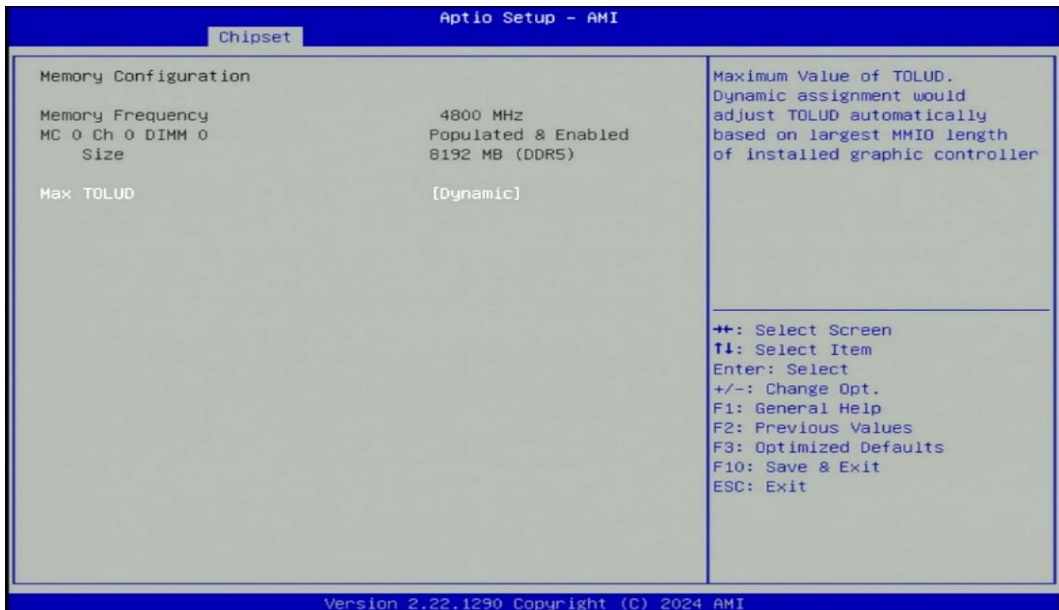 Aptio Setup – AMI
Chipset
Memory Configuration
Memory Frequency 4800 MHz
MC 0 Ch 0 DIMM 0 Populated & Enabled
Size 8192 MB (DDR5)
Max TOLUD [Dynamic]
Maximum Value of TOLUD.
Dynamic assignment would
adjust TOLUD automatically
based on largest MMIO length
of installed graphic controller
→←: Select Screen
↑↓: Select Item
Enter: Select
+/-: Change Opt.
F1: General Help
F2: Previous Values
F3: Optimized Defaults
F10: Save & Exit
ESC: Exit
Version 2.22.1290 Copyright (C) 2024 AMI